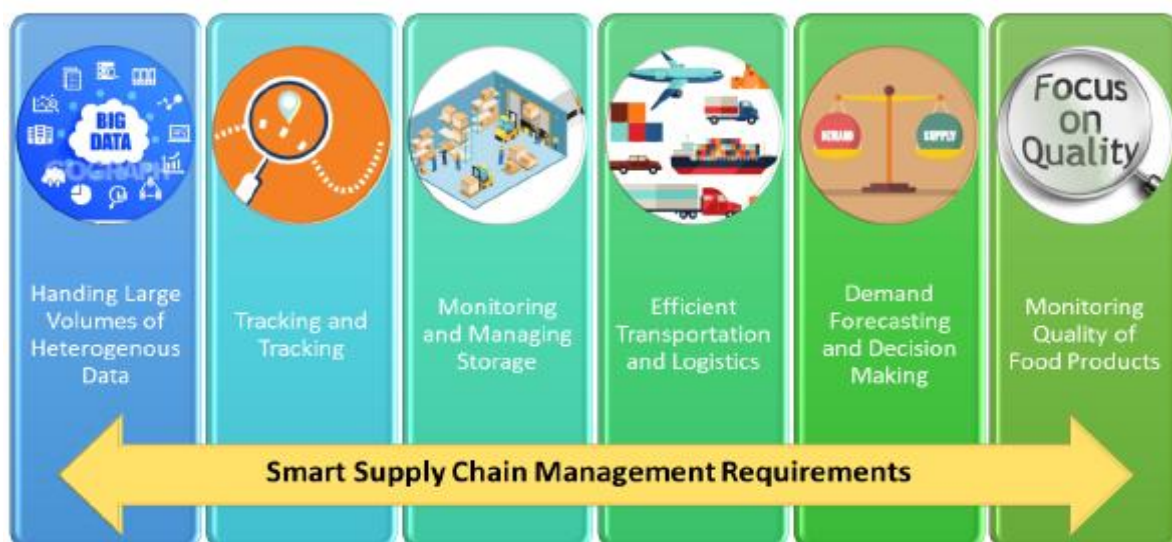 BIG
DATA
DEMAND
SUPPLY
Focus
on
Quality
Handing Large
Volumes of
Heterogenous
Data
Tracking and
Tracking
Monitoring
and Managing
Storage
Efficient
Transportation
and Logistics
Demand
Forecasting
and Decision
Making
Monitoring
Quality of
Food Products
Smart Supply Chain Management Requirements